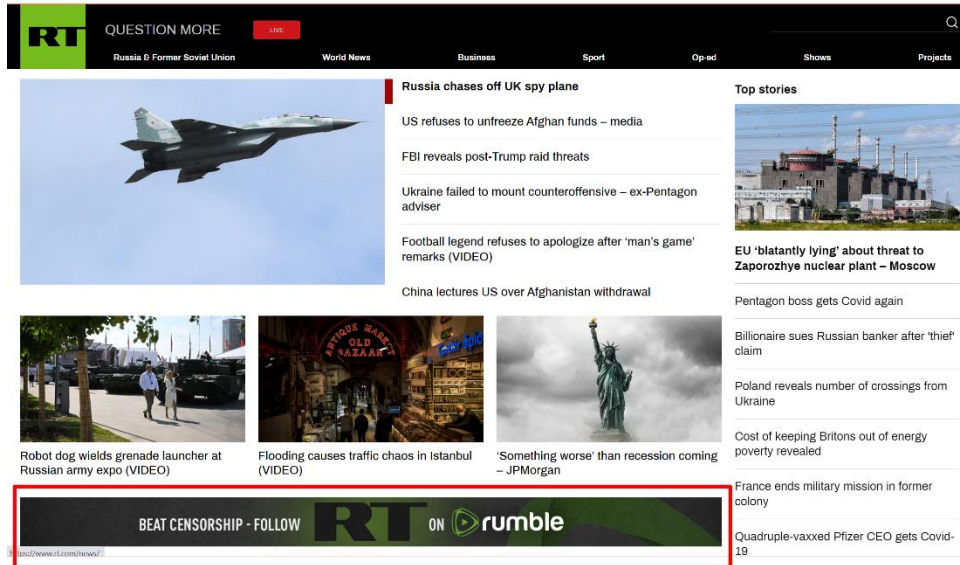 RT
QUESTION MORE
LIVE
Russia & Former Soviet Union
World News
Business
Sport
Op-ed
Shows
Projects
Russia chases off UK spy plane
US refuses to unfreeze Afghan funds – media
FBI reveals post-Trump raid threats
Ukraine failed to mount counteroffensive – ex-Pentagon
adviser
Football legend refuses to apologize after ‘man’s game’
remarks (VIDEO)
China lectures US over Afghanistan withdrawal
ANTIQUE MARKET
OLD
BAZAAR
Robot dog wields grenade launcher at
Russian army expo (VIDEO)
Flooding causes traffic chaos in Istanbul
(VIDEO)
‘Something worse’ than recession coming
– JPMorgan
BEAT CENSORSHIP - FOLLOW RT ON rumble
https://www.rt.com/news/
Top stories
EU ‘blatantly lying’ about threat to
Zaporozhye nuclear plant – Moscow
Pentagon boss gets Covid again
Billionaire sues Russian banker after 'thief'
claim
Poland reveals number of crossings from
Ukraine
Cost of keeping Britons out of energy
poverty revealed
France ends military mission in former
colony
Quadruple-vaxxed Pfizer CEO gets Covid-
19